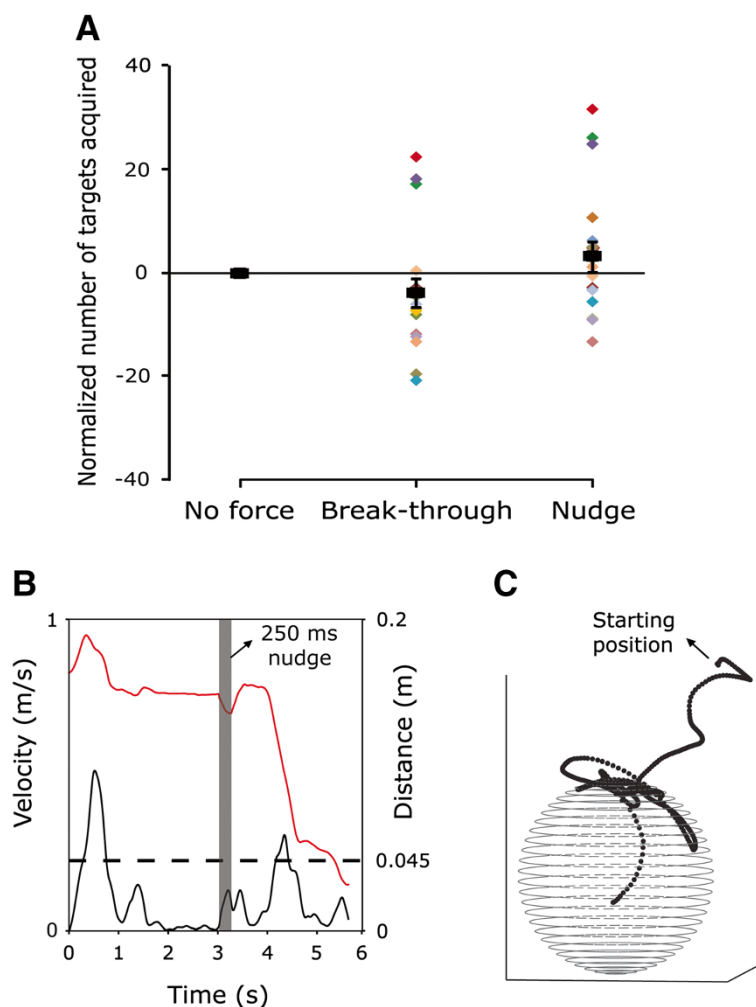 A
Normalized number of targets acquired
40
20
0
-20
-40
No force
Break-through
Nudge
B
Velocity (m/s)
1
0
250 ms
nudge
0.2
0.045
0
Distance (m)
0
1
2
3
4
5
6
Time (s)
C
Starting
position